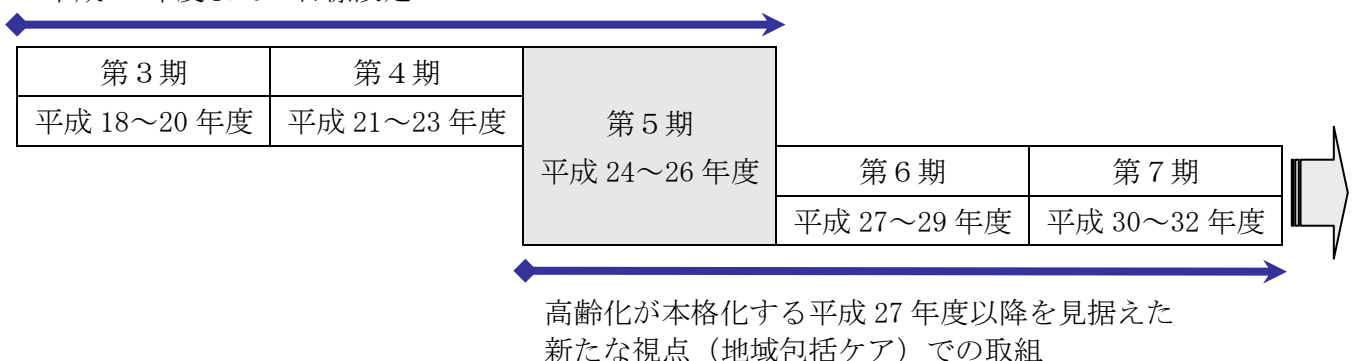 第３期
第４期
平成 18～20 年度
平成 21～23 年度
第５期
平成 24～26 年度
第６期
第７期
平成 27～29 年度
平成 30～32 年度
高齢化が本格化する平成 27 年度以降を見据えた
新たな視点（地域包括ケア）での取組